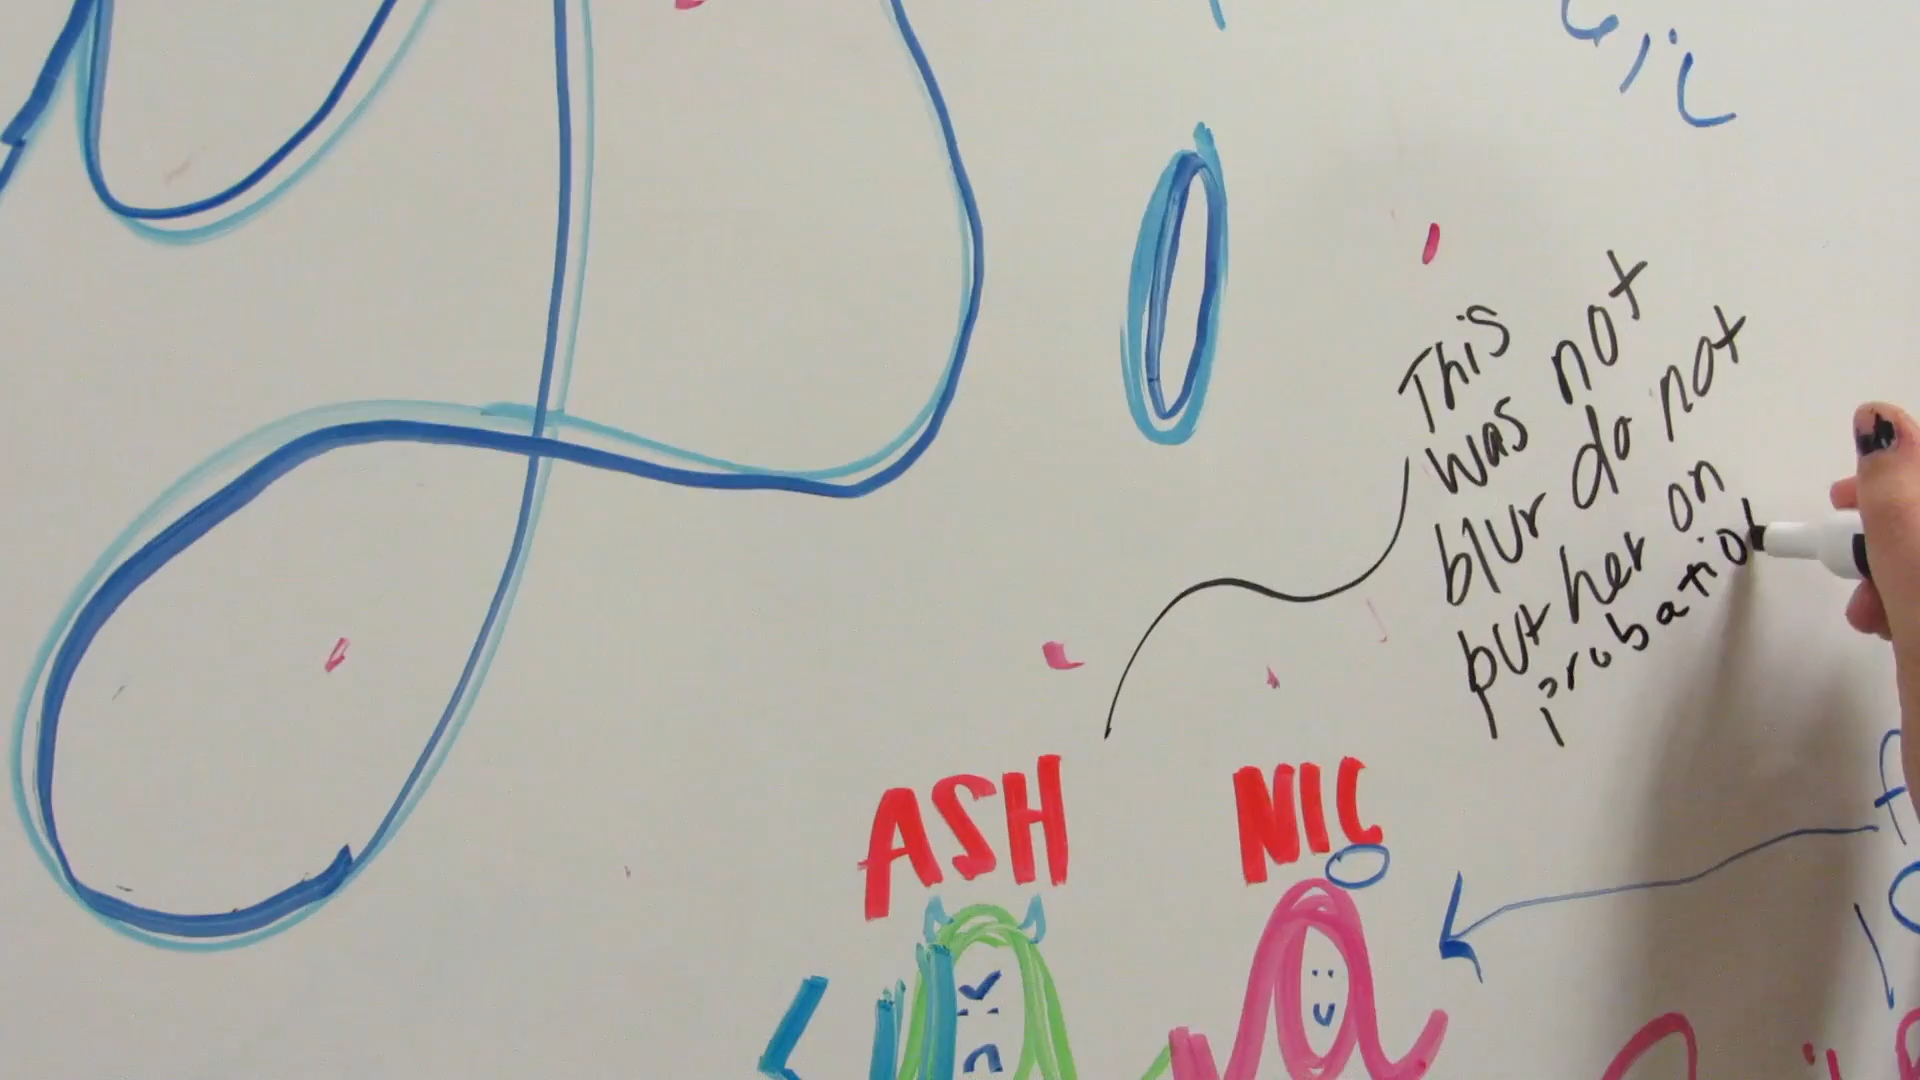 This
was not
blur do not
put her on
probation
ASH
NIC